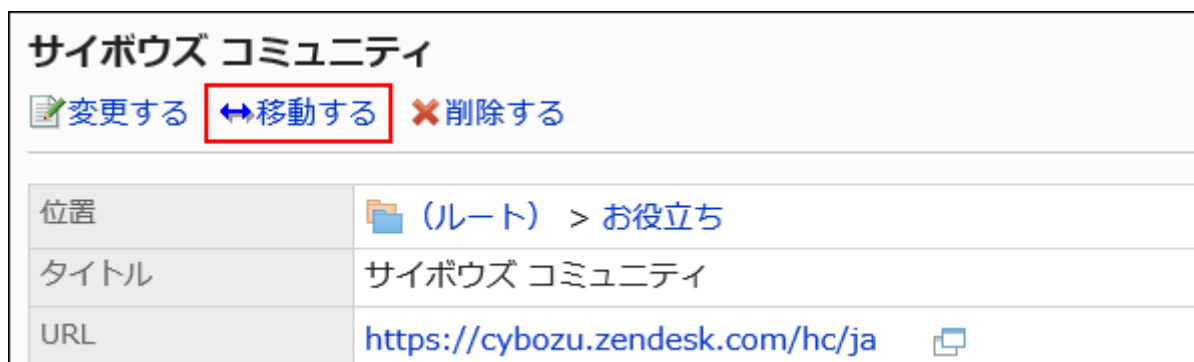 サイボウズ コミュニティ
変更する 移動する 削除する
位置 （ルート） > お役立ち
タイトル サイボウズ コミュニティ
URL https://cybozu.zendesk.com/hc/ja